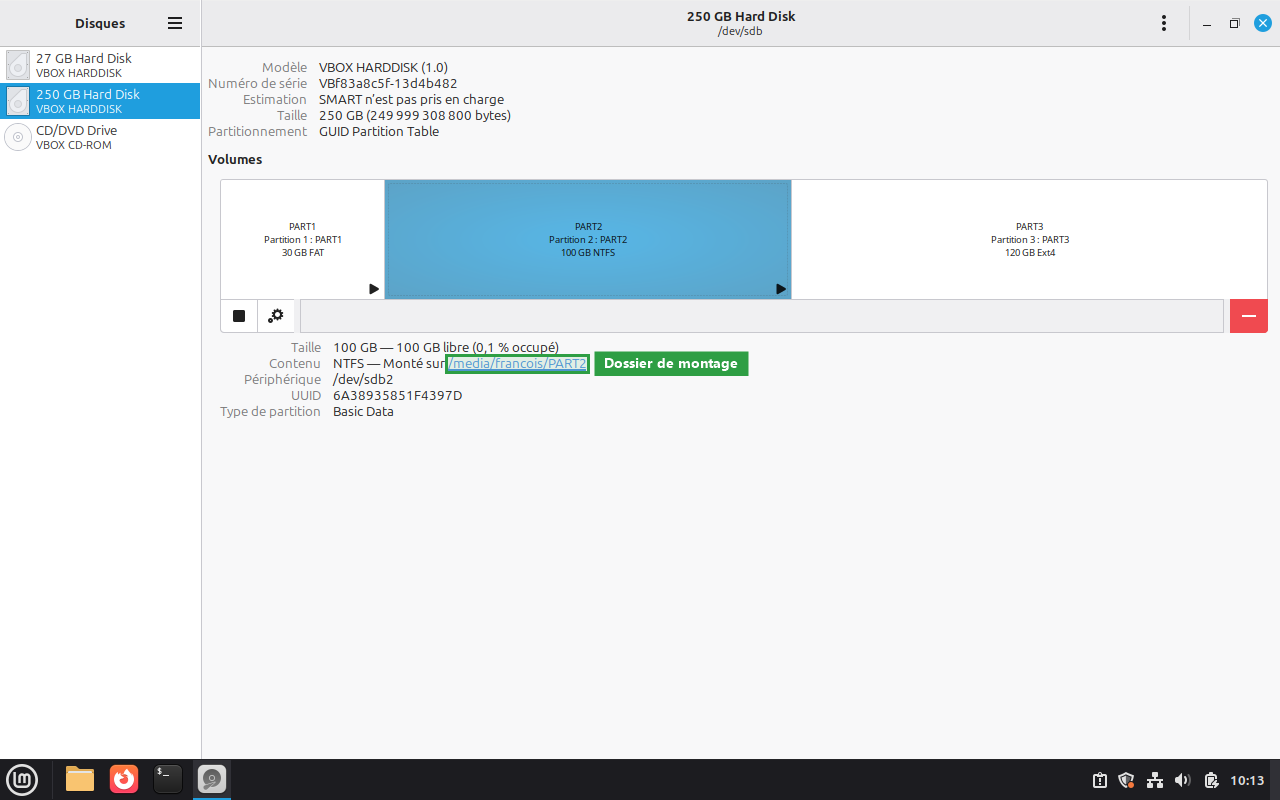 Disques
250 GB Hard Disk
/dev/sdb
27 GB Hard Disk
VBOX HARDDISK
250 GB Hard Disk
VBOX HARDDISK
CD/DVD Drive
VBOX CD-ROM
Modèle VBOX HARDDISK (1.0)
Numéro de série VBf83a8c5f-13d4b482
Estimation SMART n’est pas pris en charge
Taille 250 GB (249 999 308 800 bytes)
Partitionnement GUID Partition Table
Volumes
PART1
Partition 1 : PART1
30 GB FAT
PART2
Partition 2 : PART2
100 GB NTFS
PART3
Partition 3 : PART3
120 GB Ext4
Taille 100 GB — 100 GB libre (0,1 % occupé)
Contenu NTFS — Monté sur /media/francois/PART2 Dossier de montage
Périphérique /dev/sdb2
UUID 6A38935851F4397D
Type de partition Basic Data
lm
$_
10:13